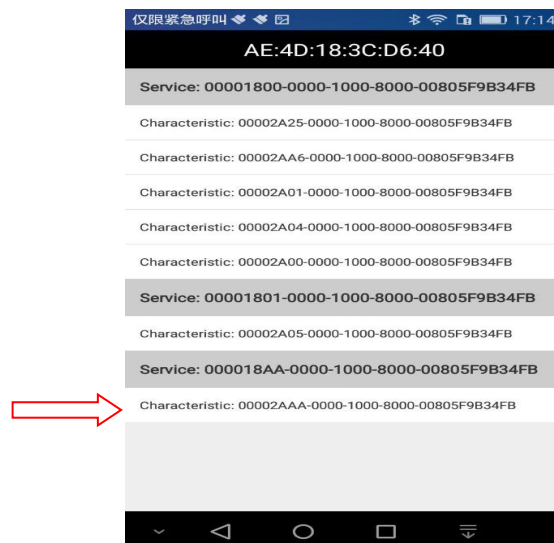 仅限紧急呼叫 17:14
AE:4D:18:3C:D6:40
Service: 00001800-0000-1000-8000-00805F9B34FB
Characteristic: 00002A25-0000-1000-8000-00805F9B34FB
Characteristic: 00002AA6-0000-1000-8000-00805F9B34FB
Characteristic: 00002A01-0000-1000-8000-00805F9B34FB
Characteristic: 00002A04-0000-1000-8000-00805F9B34FB
Characteristic: 00002A00-0000-1000-8000-00805F9B34FB
Service: 00001801-0000-1000-8000-00805F9B34FB
Characteristic: 00002A05-0000-1000-8000-00805F9B34FB
Service: 000018AA-0000-1000-8000-00805F9B34FB
Characteristic: 00002AAA-0000-1000-8000-00805F9B34FB